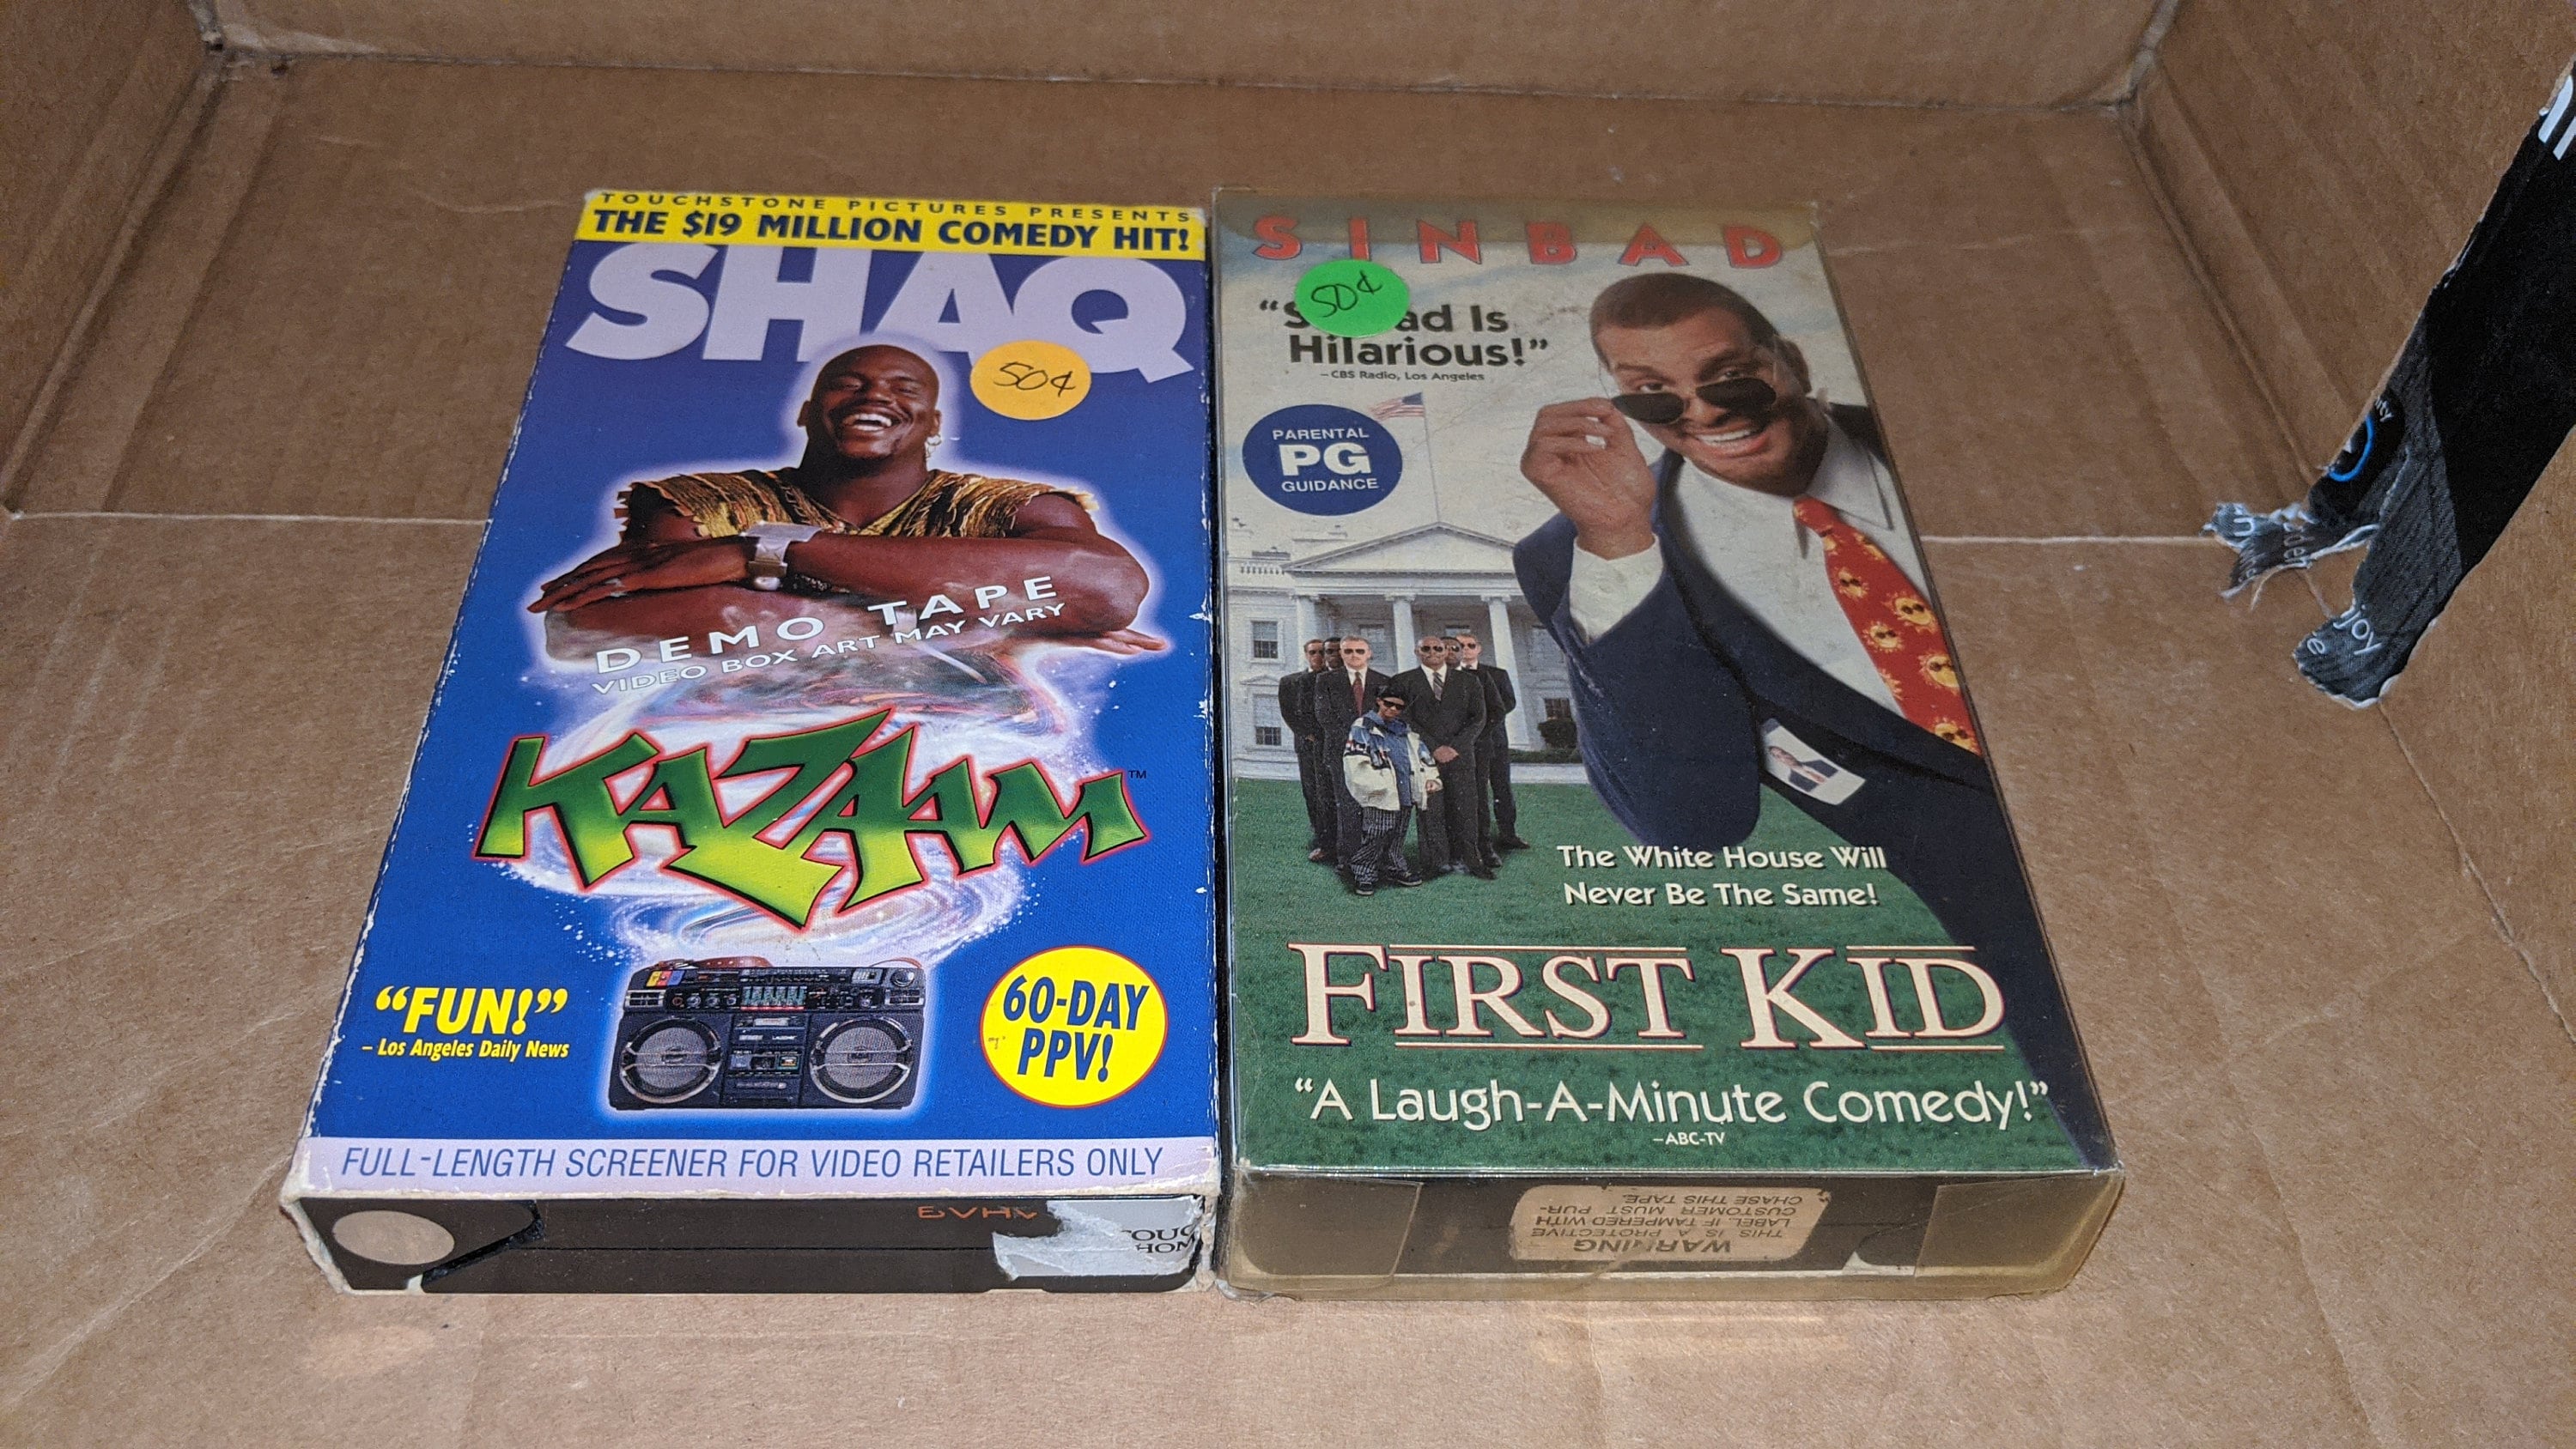 TOUCHSTONE PICTURES PRESENTS
THE $19 MILLION COMEDY HIT!
SHAQ
50¢
DEMO TAPE
VIDEO BOX ART MAY VARY
KAZAAM™
“FUN!”
– Los Angeles Daily News
60-DAY
PPV!
FULL-LENGTH SCREENER FOR VIDEO RETAILERS ONLY
SINBAD
50¢
Is
Hilarious!”
– CBS Radio, Los Angeles
PARENTAL
PG
GUIDANCE
The White House Will
Never Be The Same!
FIRST KID
“A Laugh-A-Minute Comedy!”
– ABC-TV
WARNING
THIS IS A PROTECTIVE
LABEL. IF TAMPERED WITH
CUSTOMER MUST PUR-
CHASE THIS TAPE.